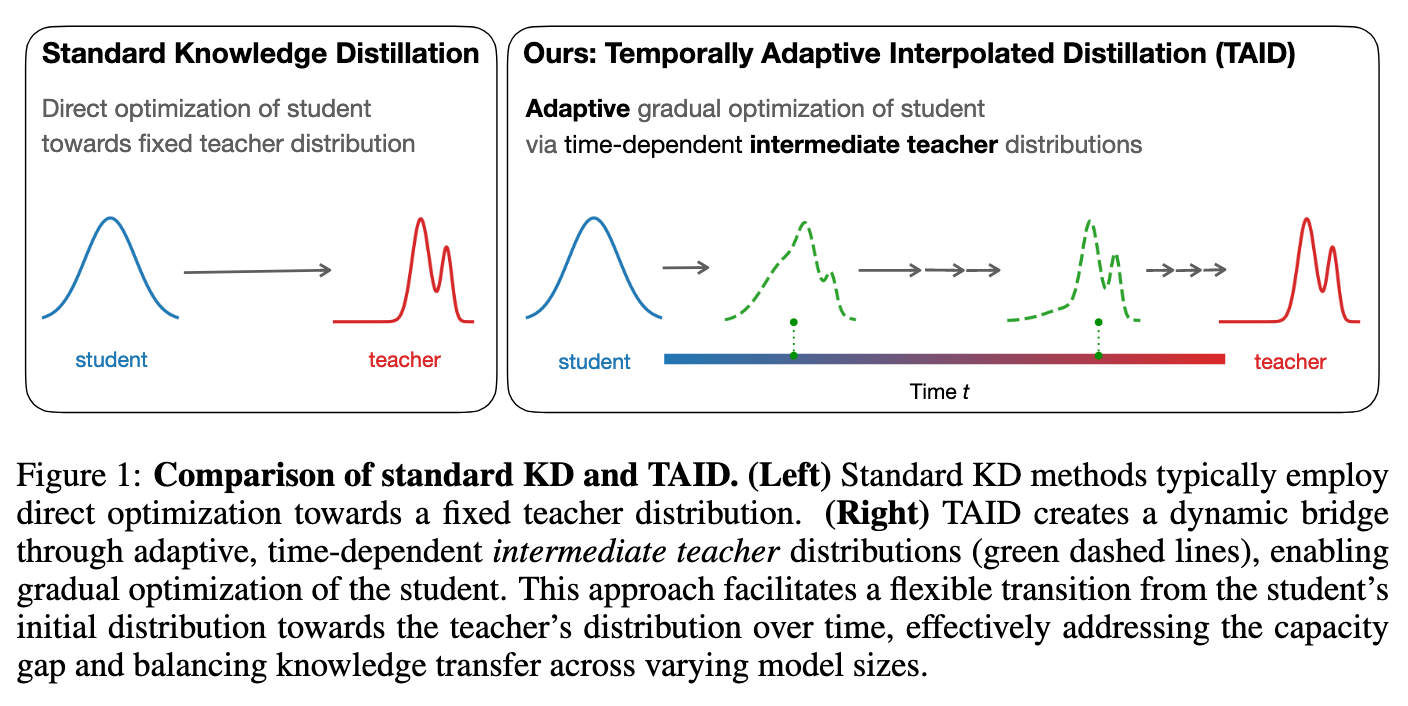 Standard Knowledge Distillation
Direct optimization of student
towards fixed teacher distribution
student
teacher
Ours: Temporally Adaptive Interpolated Distillation (TAID)
Adaptive gradual optimization of student
via time-dependent intermediate teacher distributions
student
teacher
Time t
Figure 1: Comparison of standard KD and TAID. (Left) Standard KD methods typically employ
direct optimization towards a fixed teacher distribution. (Right) TAID creates a dynamic bridge
through adaptive, time-dependent intermediate teacher distributions (green dashed lines), enabling
gradual optimization of the student. This approach facilitates a flexible transition from the student’s
initial distribution towards the teacher’s distribution over time, effectively addressing the capacity
gap and balancing knowledge transfer across varying model sizes.